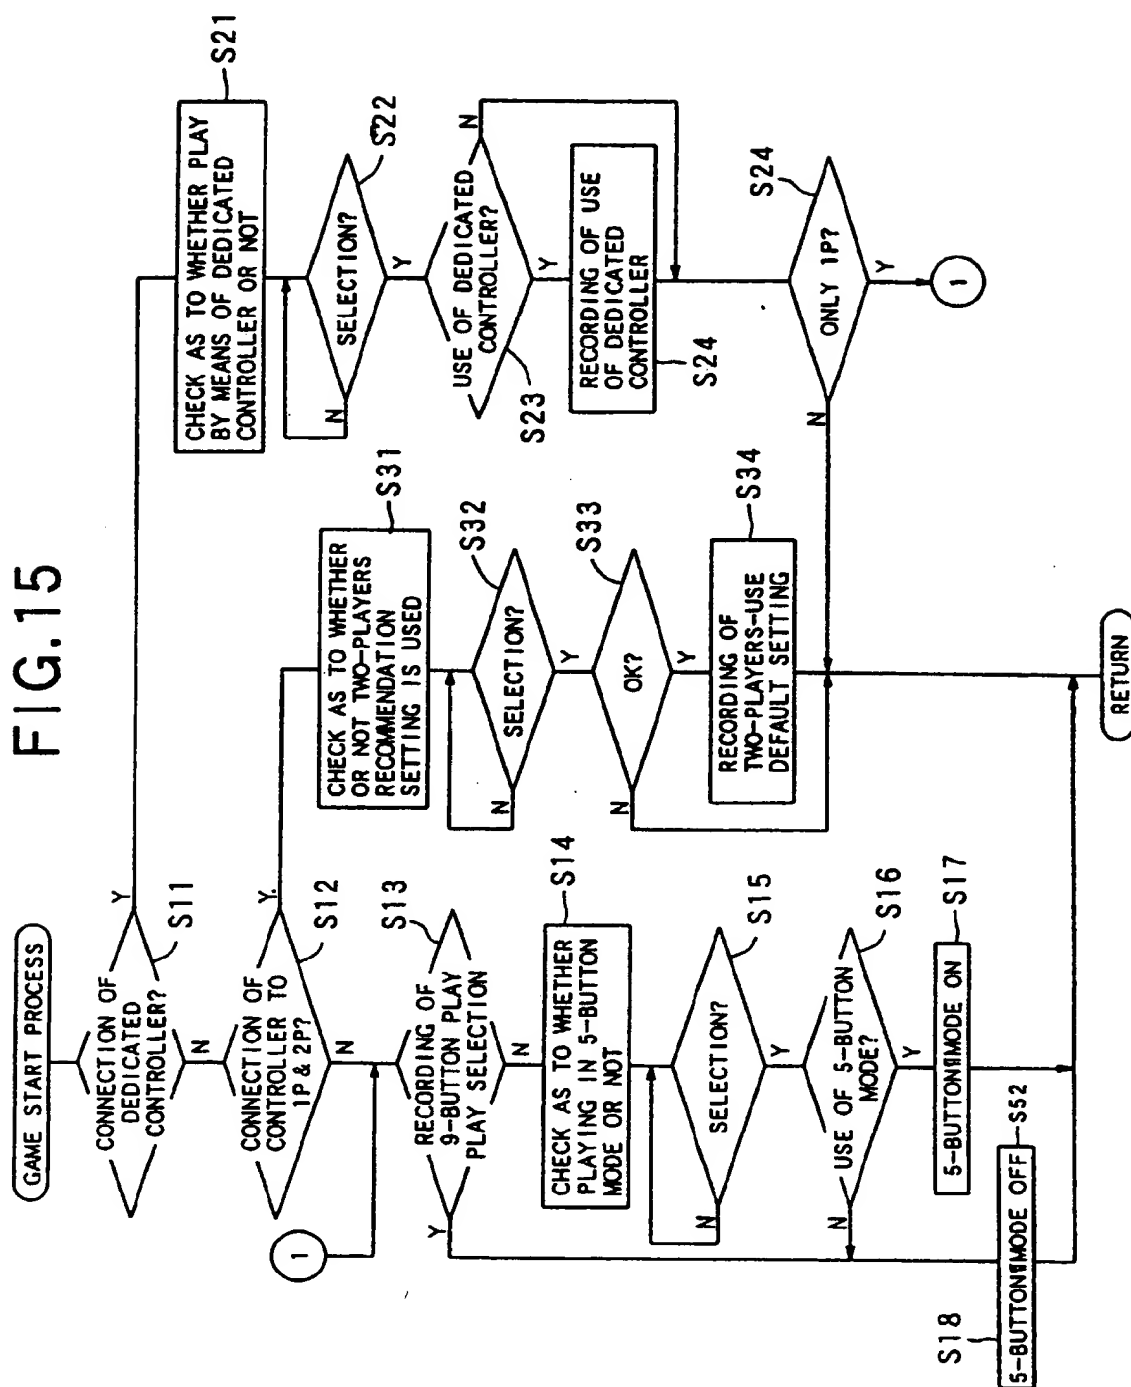 FIG.15
GAME START PROCESS
CONNECTION OF
DEDICATED
CONTROLLER?
S11
Y
N
CONNECTION OF
CONTROLLER TO
1P & 2P?
S12
Y.
N
1
RECORDING OF
9-BUTTON PLAY
PLAY SELECTION
S13
Y
N
CHECK AS TO WHETHER
PLAYING IN 5-BUTTON
MODE OR NOT
S14
SELECTION?
S15
N
Y
USE OF 5-BUTTON
MODE?
S16
N
Y
5-BUTTON MODE ON
S17
S18
5-BUTTON MODE OFF
S52
CHECK AS TO WHETHER
OR NOT TWO-PLAYERS
RECOMMENDATION
SETTING IS USED
S31
SELECTION?
S32
N
Y
OK?
S33
N
Y
RECORDING OF
TWO-PLAYERS-USE
DEFAULT SETTING
S34
CHECK AS TO WHETHER PLAY
BY MEANS OF DEDICATED
CONTROLLER OR NOT
S21
SELECTION?
S22
N
Y
USE OF DEDICATED
CONTROLLER?
S23
N
Y
RECORDING OF USE
OF DEDICATED
CONTROLLER
S24
ONLY 1P?
S24
N
Y
1
RETURN